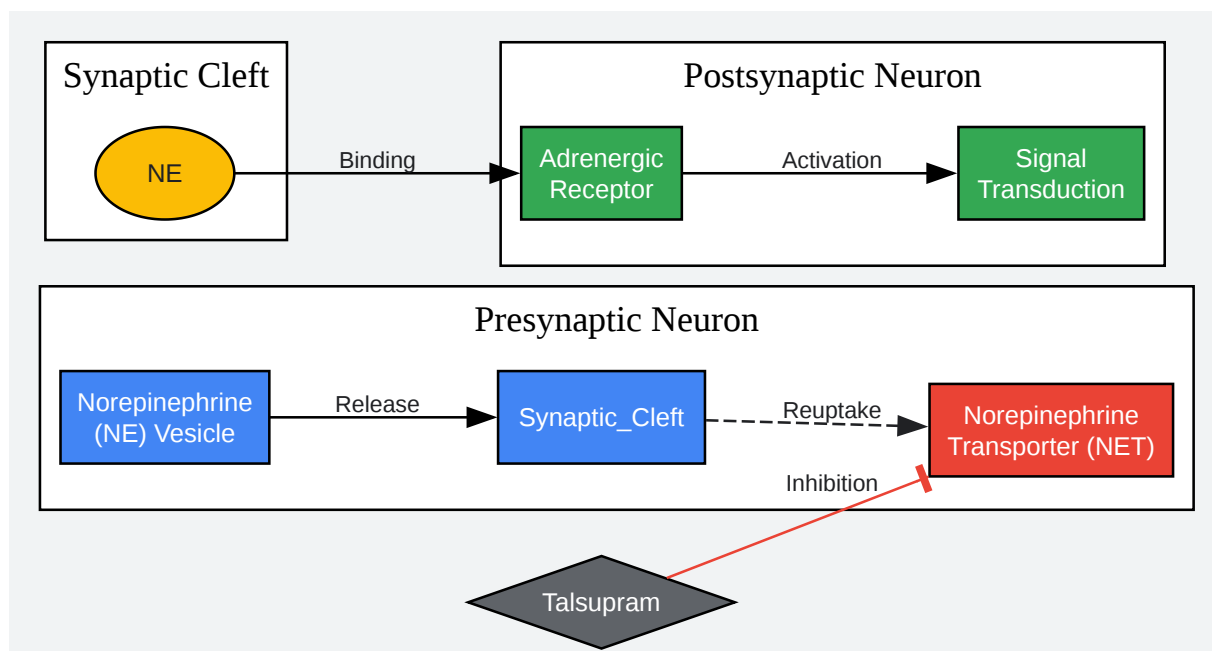 Synaptic Cleft
NE
Binding
Postsynaptic Neuron
Adrenergic
Receptor
Activation
Signal
Transduction
Presynaptic Neuron
Norepinephrine
(NE) Vesicle
Release
Synaptic_Cleft
Reuptake
Norepinephrine
Transporter (NET)
Inhibition
Talsupram